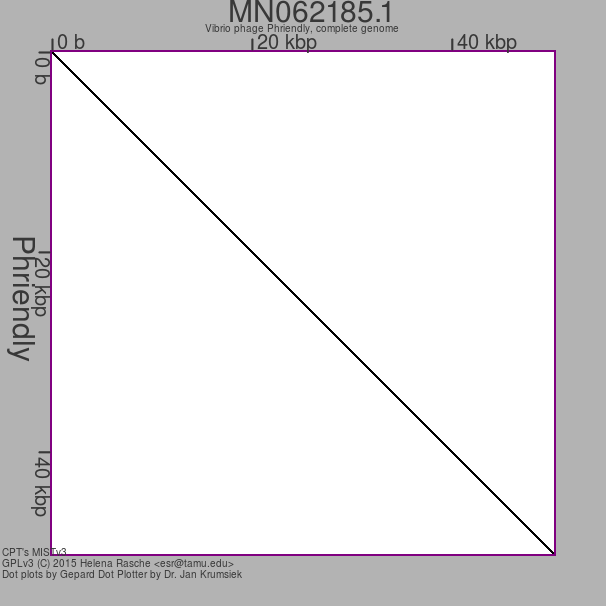 MN062185.1
Vibrio phage Phriendly, complete genome
0 b
20 kbp
40 kbp
0 b
20 kbp
40 kbp
Phriendly
CPT's MISTv3
GPLv3 (C) 2015 Helena Rasche <esr@tamu.edu>
Dot plots by Gepard Dot Plotter by Dr. Jan Krumsiek